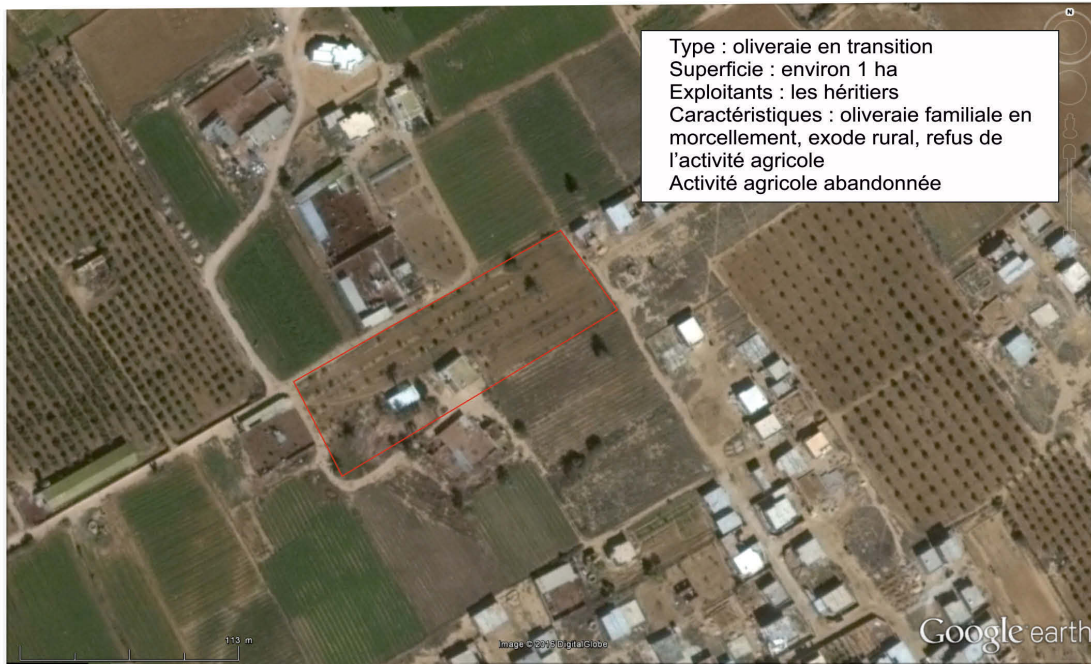 N
Type : oliveraie en transition
Superficie : environ 1 ha
Exploitants : les héritiers
Caractéristiques : oliveraie familiale en
morcellement, exode rural, refus de
l’activité agricole
Activité agricole abandonnée
113 m
Image © 2015 DigitalGlobe
Google earth